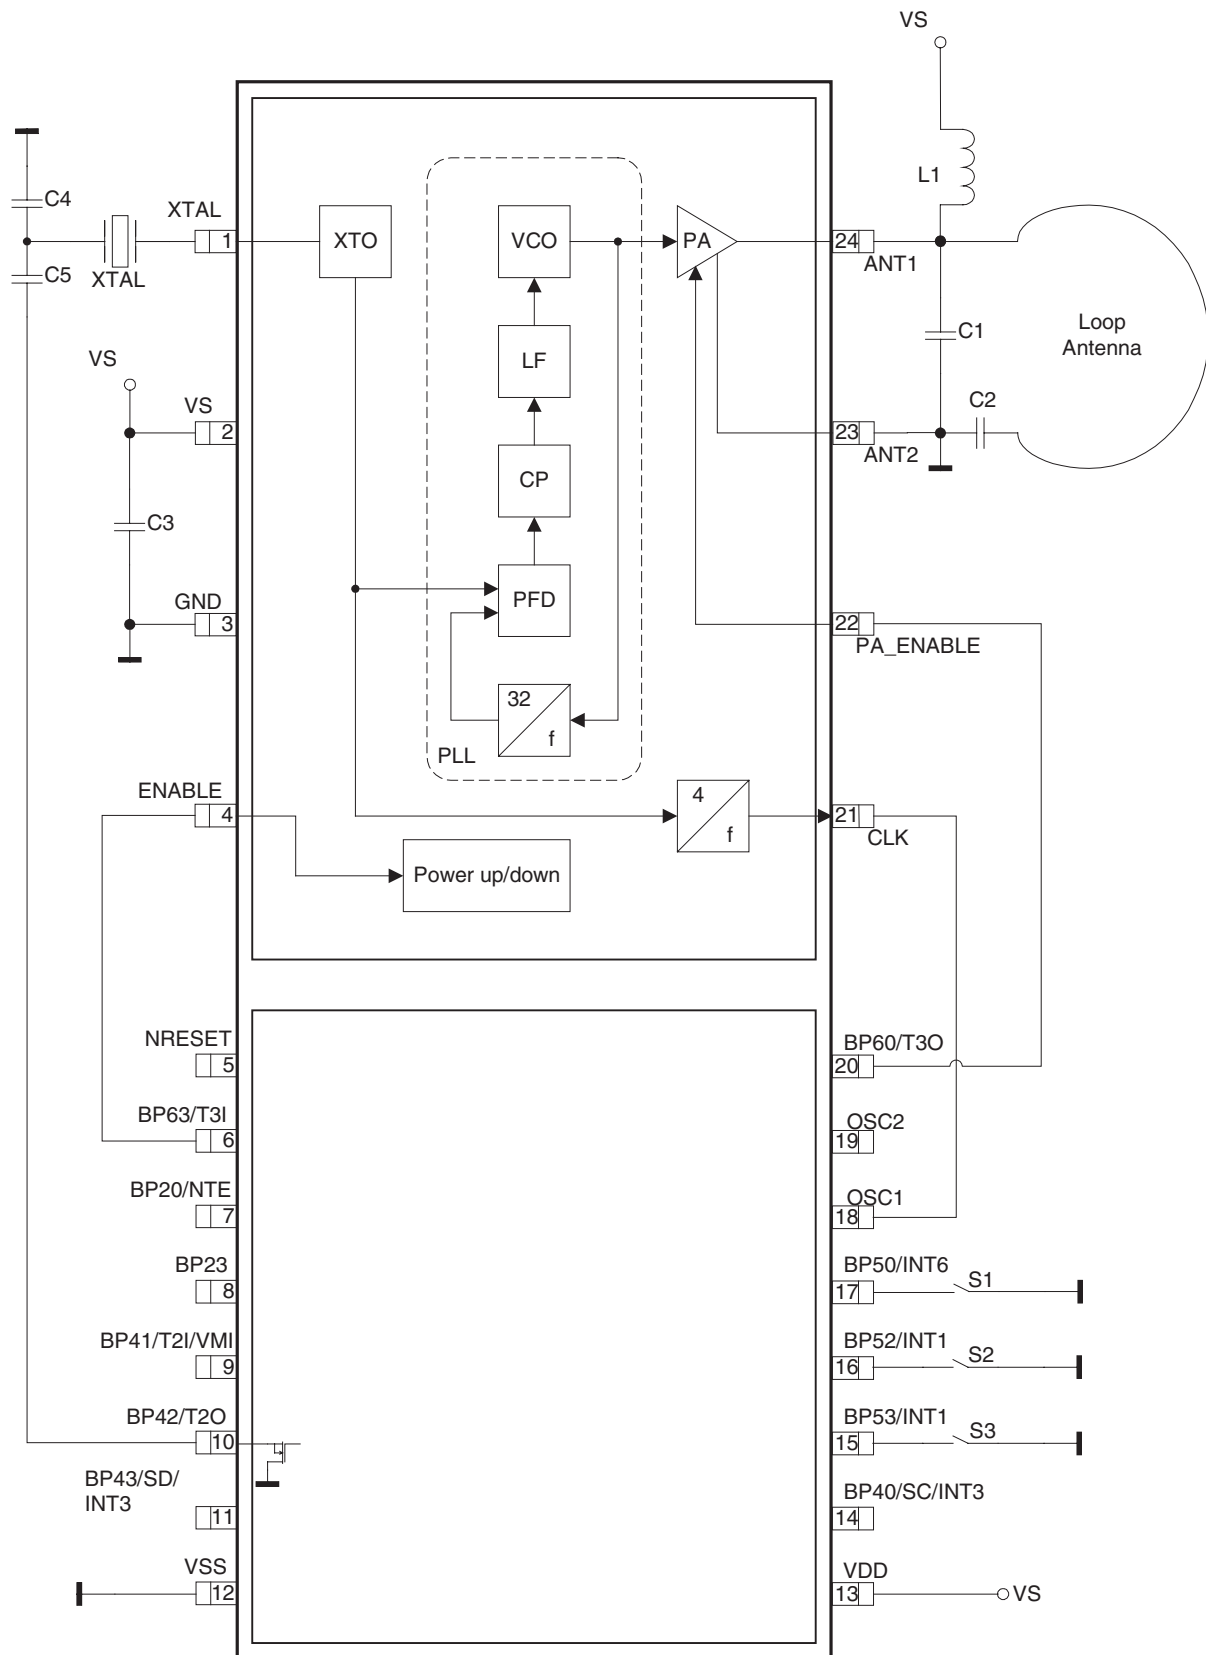 VS
L1
C4
XTAL
1
XTO
VCO
PA
24
ANT1
C5
XTAL
C1
Loop
Antenna
LF
VS
VS
2
C2
23
ANT2
CP
C3
PFD
GND
3
22
PA_ENABLE
32
f
PLL
ENABLE
4
4
f
21
CLK
Power up/down
NRESET
5
BP60/T3O
20
BP63/T3I
6
OSC2
19
BP20/NTE
7
OSC1
18
BP23
8
BP50/INT6
17
S1
BP41/T2I/VMI
9
BP52/INT1
16
S2
BP42/T2O
10
BP53/INT1
15
S3
BP43/SD/
INT3
11
BP40/SC/INT3
14
VSS
12
VDD
13
VS